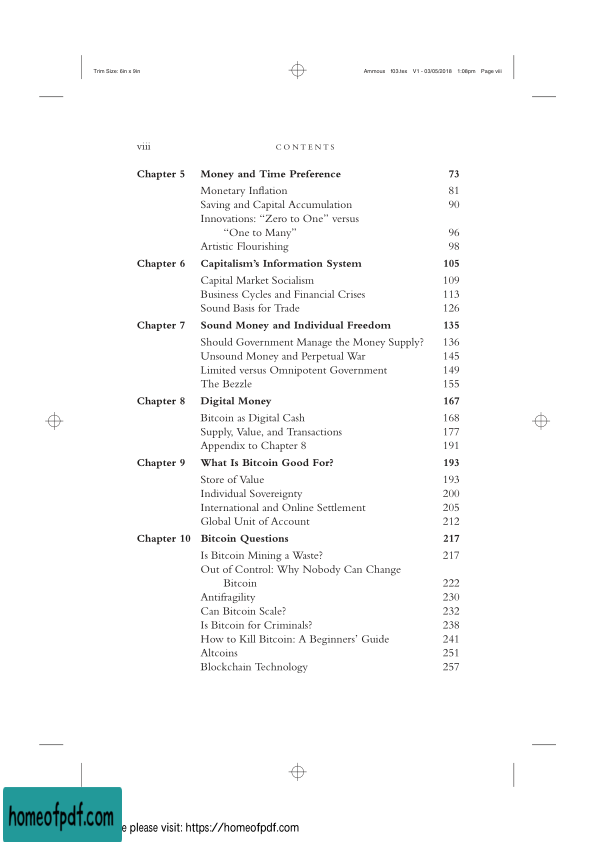 Trim Size: 6in x 9in Ammous f03.tex V1 - 03/05/2018 1:08pm Page viii
viii CONTENTS
Chapter 5 Money and Time Preference 73
Monetary Inflation 81
Saving and Capital Accumulation 90
Innovations: “Zero to One” versus
“One to Many” 96
Artistic Flourishing 98
Chapter 6 Capitalism’s Information System 105
Capital Market Socialism 109
Business Cycles and Financial Crises 113
Sound Basis for Trade 126
Chapter 7 Sound Money and Individual Freedom 135
Should Government Manage the Money Supply? 136
Unsound Money and Perpetual War 145
Limited versus Omnipotent Government 149
The Bezzle 155
Chapter 8 Digital Money 167
Bitcoin as Digital Cash 168
Supply, Value, and Transactions 177
Appendix to Chapter 8 191
Chapter 9 What Is Bitcoin Good For? 193
Store of Value 193
Individual Sovereignty 200
International and Online Settlement 205
Global Unit of Account 212
Chapter 10 Bitcoin Questions 217
Is Bitcoin Mining a Waste? 217
Out of Control: Why Nobody Can Change
Bitcoin 222
Antifragility 230
Can Bitcoin Scale? 232
Is Bitcoin for Criminals? 238
How to Kill Bitcoin: A Beginners’ Guide 241
Altcoins 251
Blockchain Technology 257
homeofpdf.com
e please visit: https://homeofpdf.com